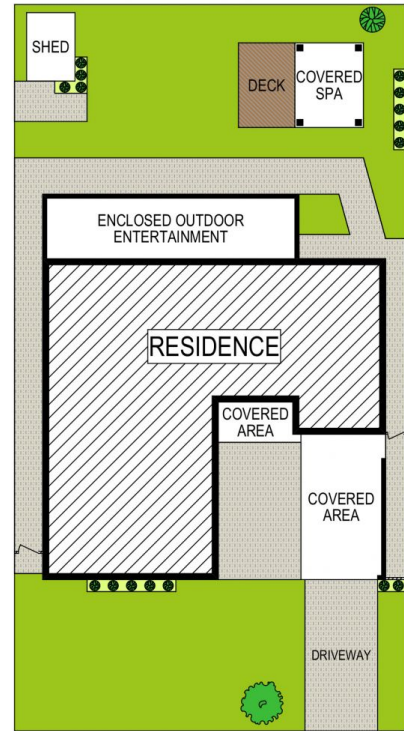 SHED
DECK
COVERED
SPA
ENCLOSED OUTDOOR
ENTERTAINMENT
RESIDENCE
COVERED
AREA
COVERED
AREA
DRIVEWAY